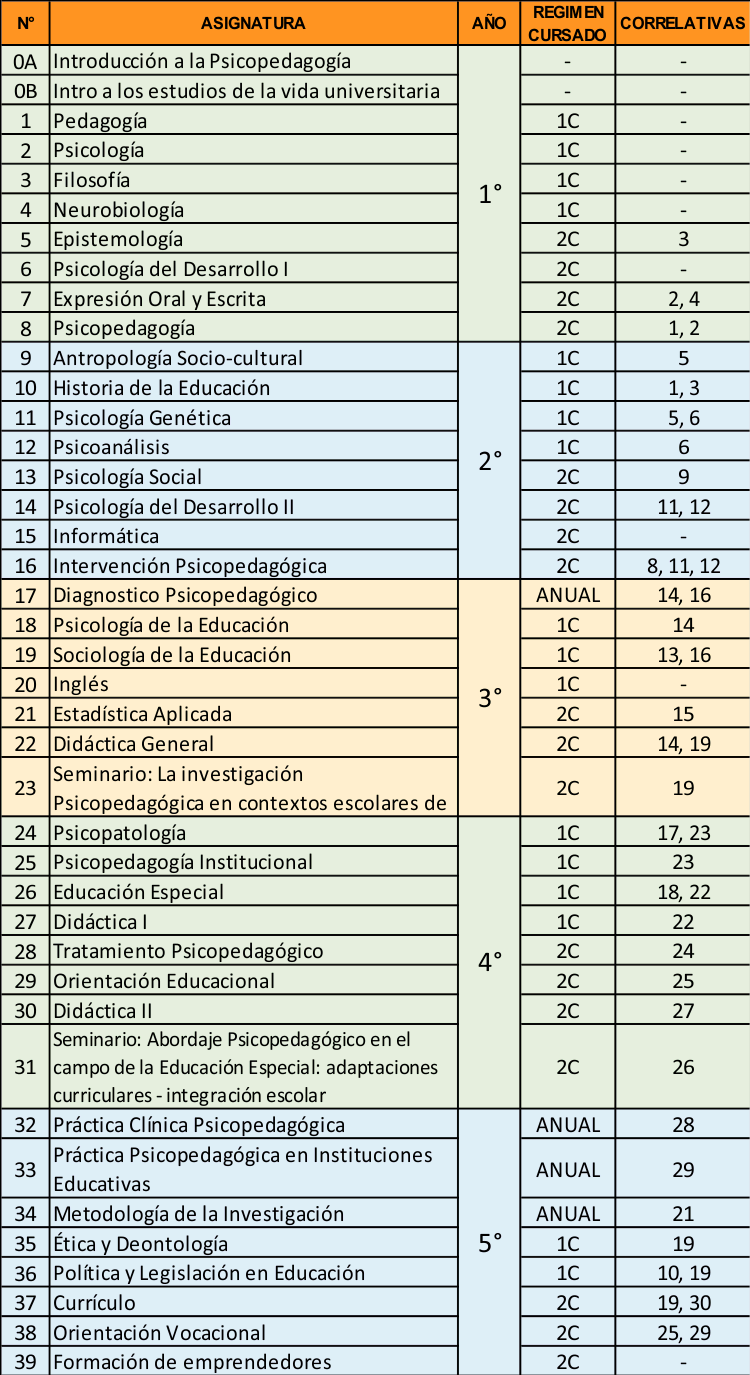 N° ASIGNATURA AÑO REGIMEN CURSADO CORRELATIVAS
0A Introducción a la Psicopedagogía - -
0B Intro a los estudios de la vida universitaria - -
1 Pedagogía 1C -
2 Psicología 1C -
3 Filosofía 1C -
1°
4 Neurobiología 1C -
5 Epistemología 2C 3
6 Psicología del Desarrollo I 2C -
7 Expresión Oral y Escrita 2C 2, 4
8 Psicopedagogía 2C 1, 2
9 Antropología Socio-cultural 1C 5
10 Historia de la Educación 1C 1, 3
11 Psicología Genética 1C 5, 6
12 Psicoanálisis 1C 6
2°
13 Psicología Social 2C 9
14 Psicología del Desarrollo II 2C 11, 12
15 Informática 2C -
16 Intervención Psicopedagógica 2C 8, 11, 12
17 Diagnostico Psicopedagógico ANUAL 14, 16
18 Psicología de la Educación 1C 14
19 Sociología de la Educación 1C 13, 16
20 Inglés 1C -
3°
21 Estadística Aplicada 2C 15
22 Didáctica General 2C 14, 19
23 Seminario: La investigación
Psicopedagógica en contextos escolares de 2C 19
24 Psicopatología 1C 17, 23
25 Psicopedagogía Institucional 1C 23
26 Educación Especial 1C 18, 22
27 Didáctica I 1C 22
28 Tratamiento Psicopedagógico 2C 24
4°
29 Orientación Educacional 2C 25
30 Didáctica II 2C 27
31 Seminario: Abordaje Psicopedagógico en el
campo de la Educación Especial: adaptaciones
curriculares - integración escolar 2C 26
32 Práctica Clínica Psicopedagógica ANUAL 28
33 Práctica Psicopedagógica en Instituciones
Educativas ANUAL 29
34 Metodología de la Investigación ANUAL 21
35 Ética y Deontología 1C 19
5°
36 Política y Legislación en Educación 1C 10, 19
37 Currículo 2C 19, 30
38 Orientación Vocacional 2C 25, 29
39 Formación de emprendedores 2C -